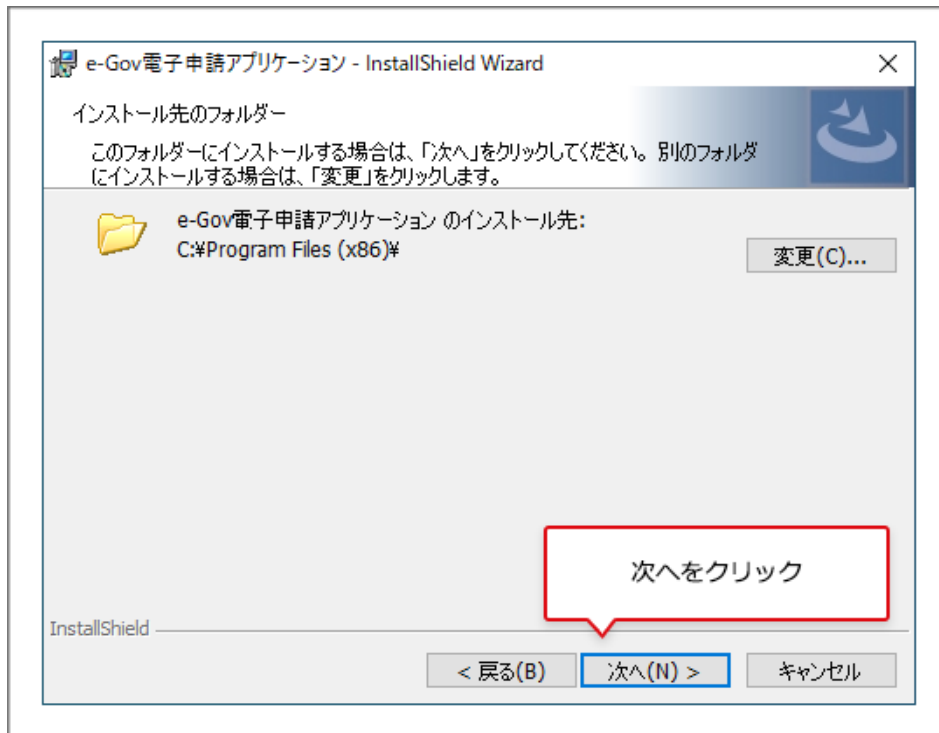 e-Gov電子申請アプリケーション - InstallShield Wizard
インストール先のフォルダー
このフォルダーにインストールする場合は、「次へ」をクリックしてください。別のフォルダ
にインストールする場合は、「変更」をクリックします。
e-Gov電子申請アプリケーション のインストール先:
C:¥Program Files (x86)¥
変更(C)...
次へをクリック
InstallShield
< 戻る(B)
次へ(N) >
キャンセル